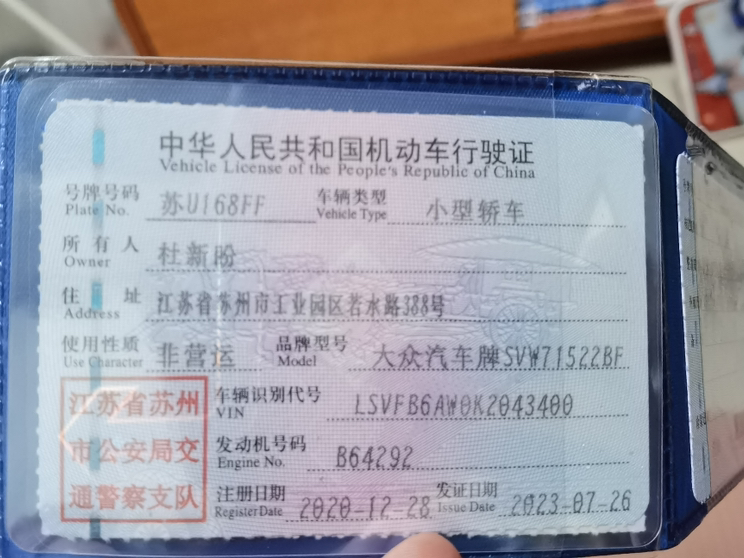 中华人民共和国机动车行驶证
Vehicle License of the People's Republic of China
号牌号码 苏U168FF 车辆类型 小型轿车
Plate No. Vehicle Type
所有人 杜新盼
Owner
住址 江苏省苏州市工业园区若水路388号
Address
使用性质 非营运 品牌型号 大众汽车牌SVW71522BF
Use Character Model
江苏省苏州 车辆识别代号 LSVFB6AW0K2043400
VIN
市公安局交 发动机号码 B64292
Engine No.
通警察支队 注册日期 2020-12-28 发证日期 2023-07-26
Register Date Issue Date